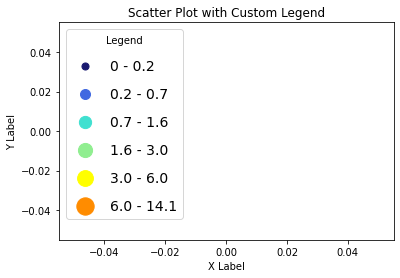 Scatter Plot with Custom Legend
Legend
0 - 0.2
0.2 - 0.7
0.7 - 1.6
1.6 - 3.0
3.0 - 6.0
6.0 - 14.1
Y Label
0.04
0.02
0.00
−0.02
−0.04
−0.04 −0.02 0.00 0.02 0.04
X Label